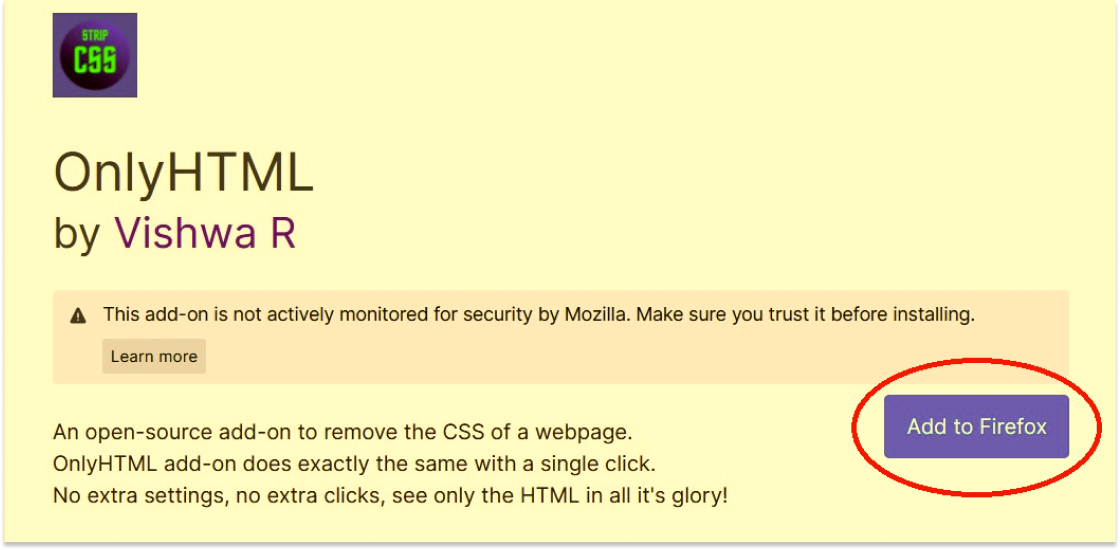 STRIP
CSS
OnlyHTML
by Vishwa R
This add-on is not actively monitored for security by Mozilla. Make sure you trust it before installing.
Learn more
Add to Firefox
An open-source add-on to remove the CSS of a webpage.
OnlyHTML add-on does exactly the same with a single click.
No extra settings, no extra clicks, see only the HTML in all it's glory!